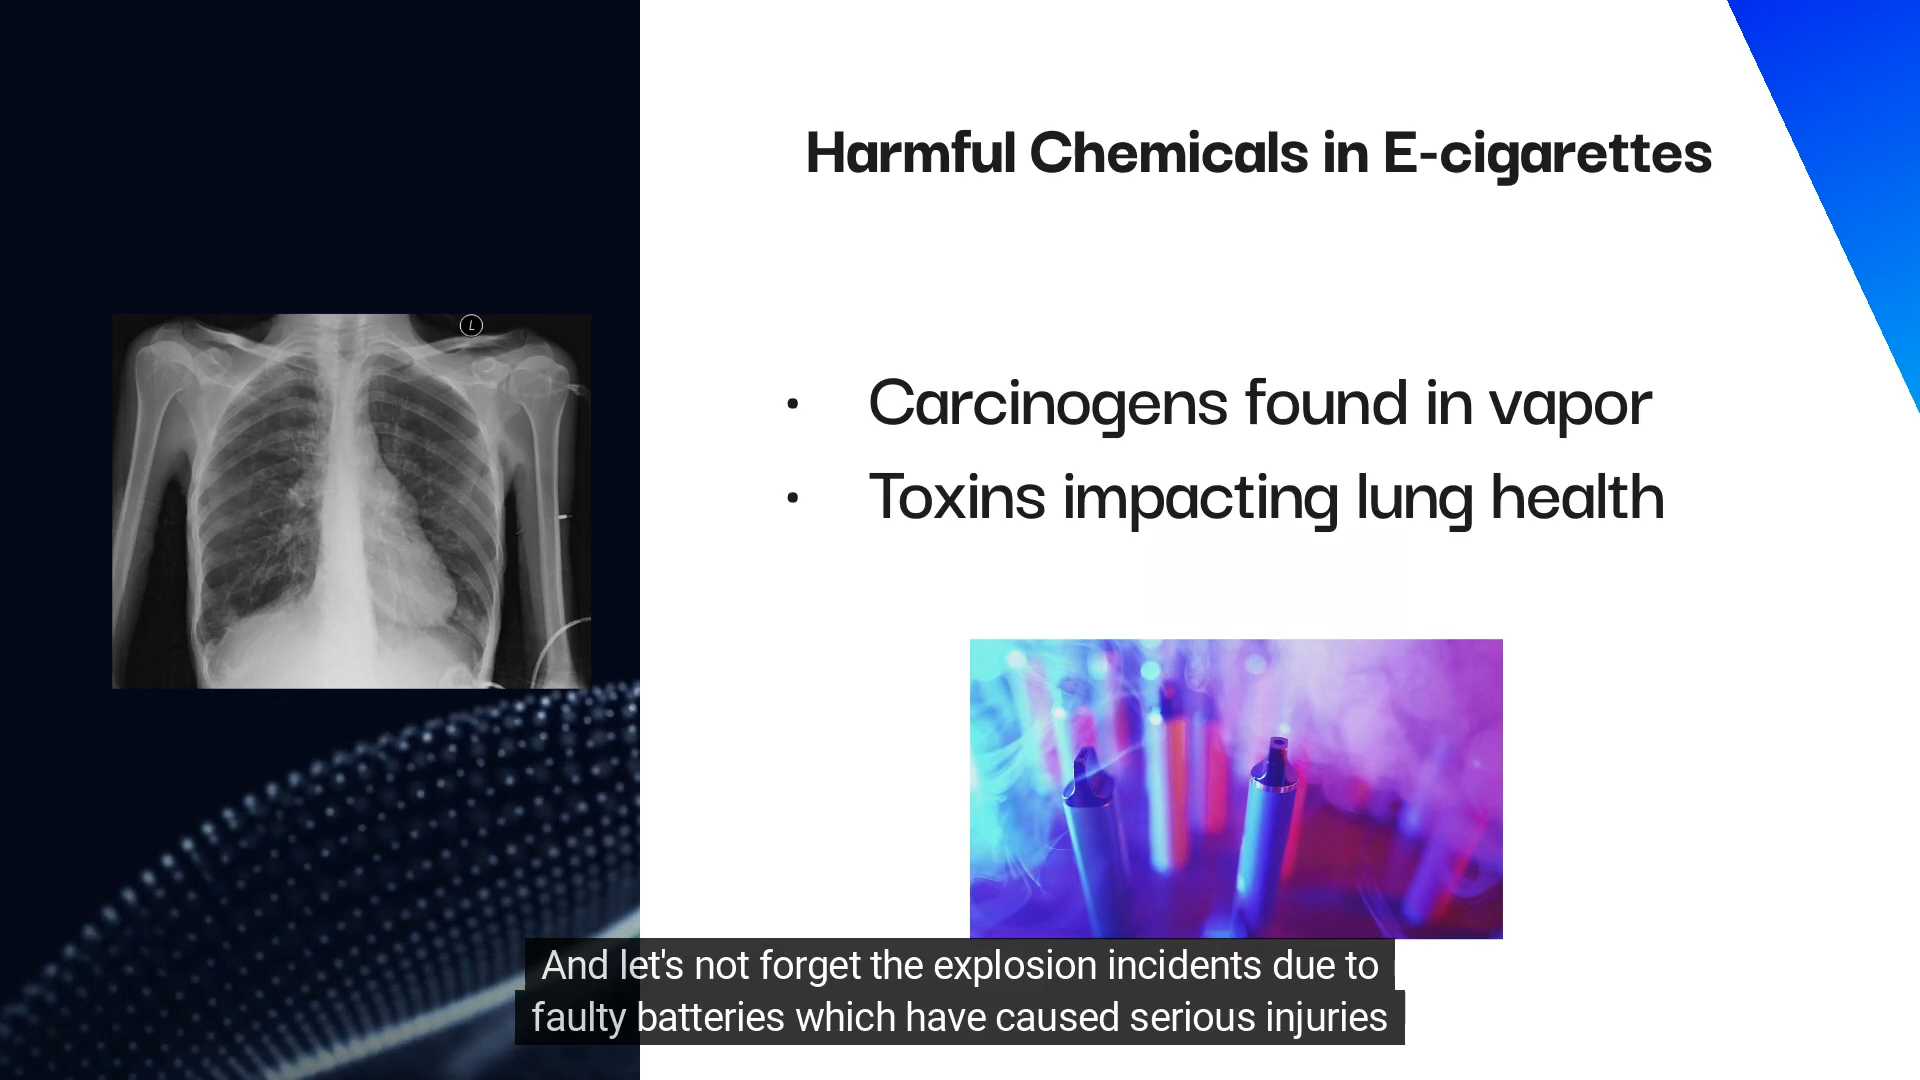 Harmful Chemicals in E-cigarettes
L
• Carcinogens found in vapor
• Toxins impacting lung health
And let's not forget the explosion incidents due to
faulty batteries which have caused serious injuries